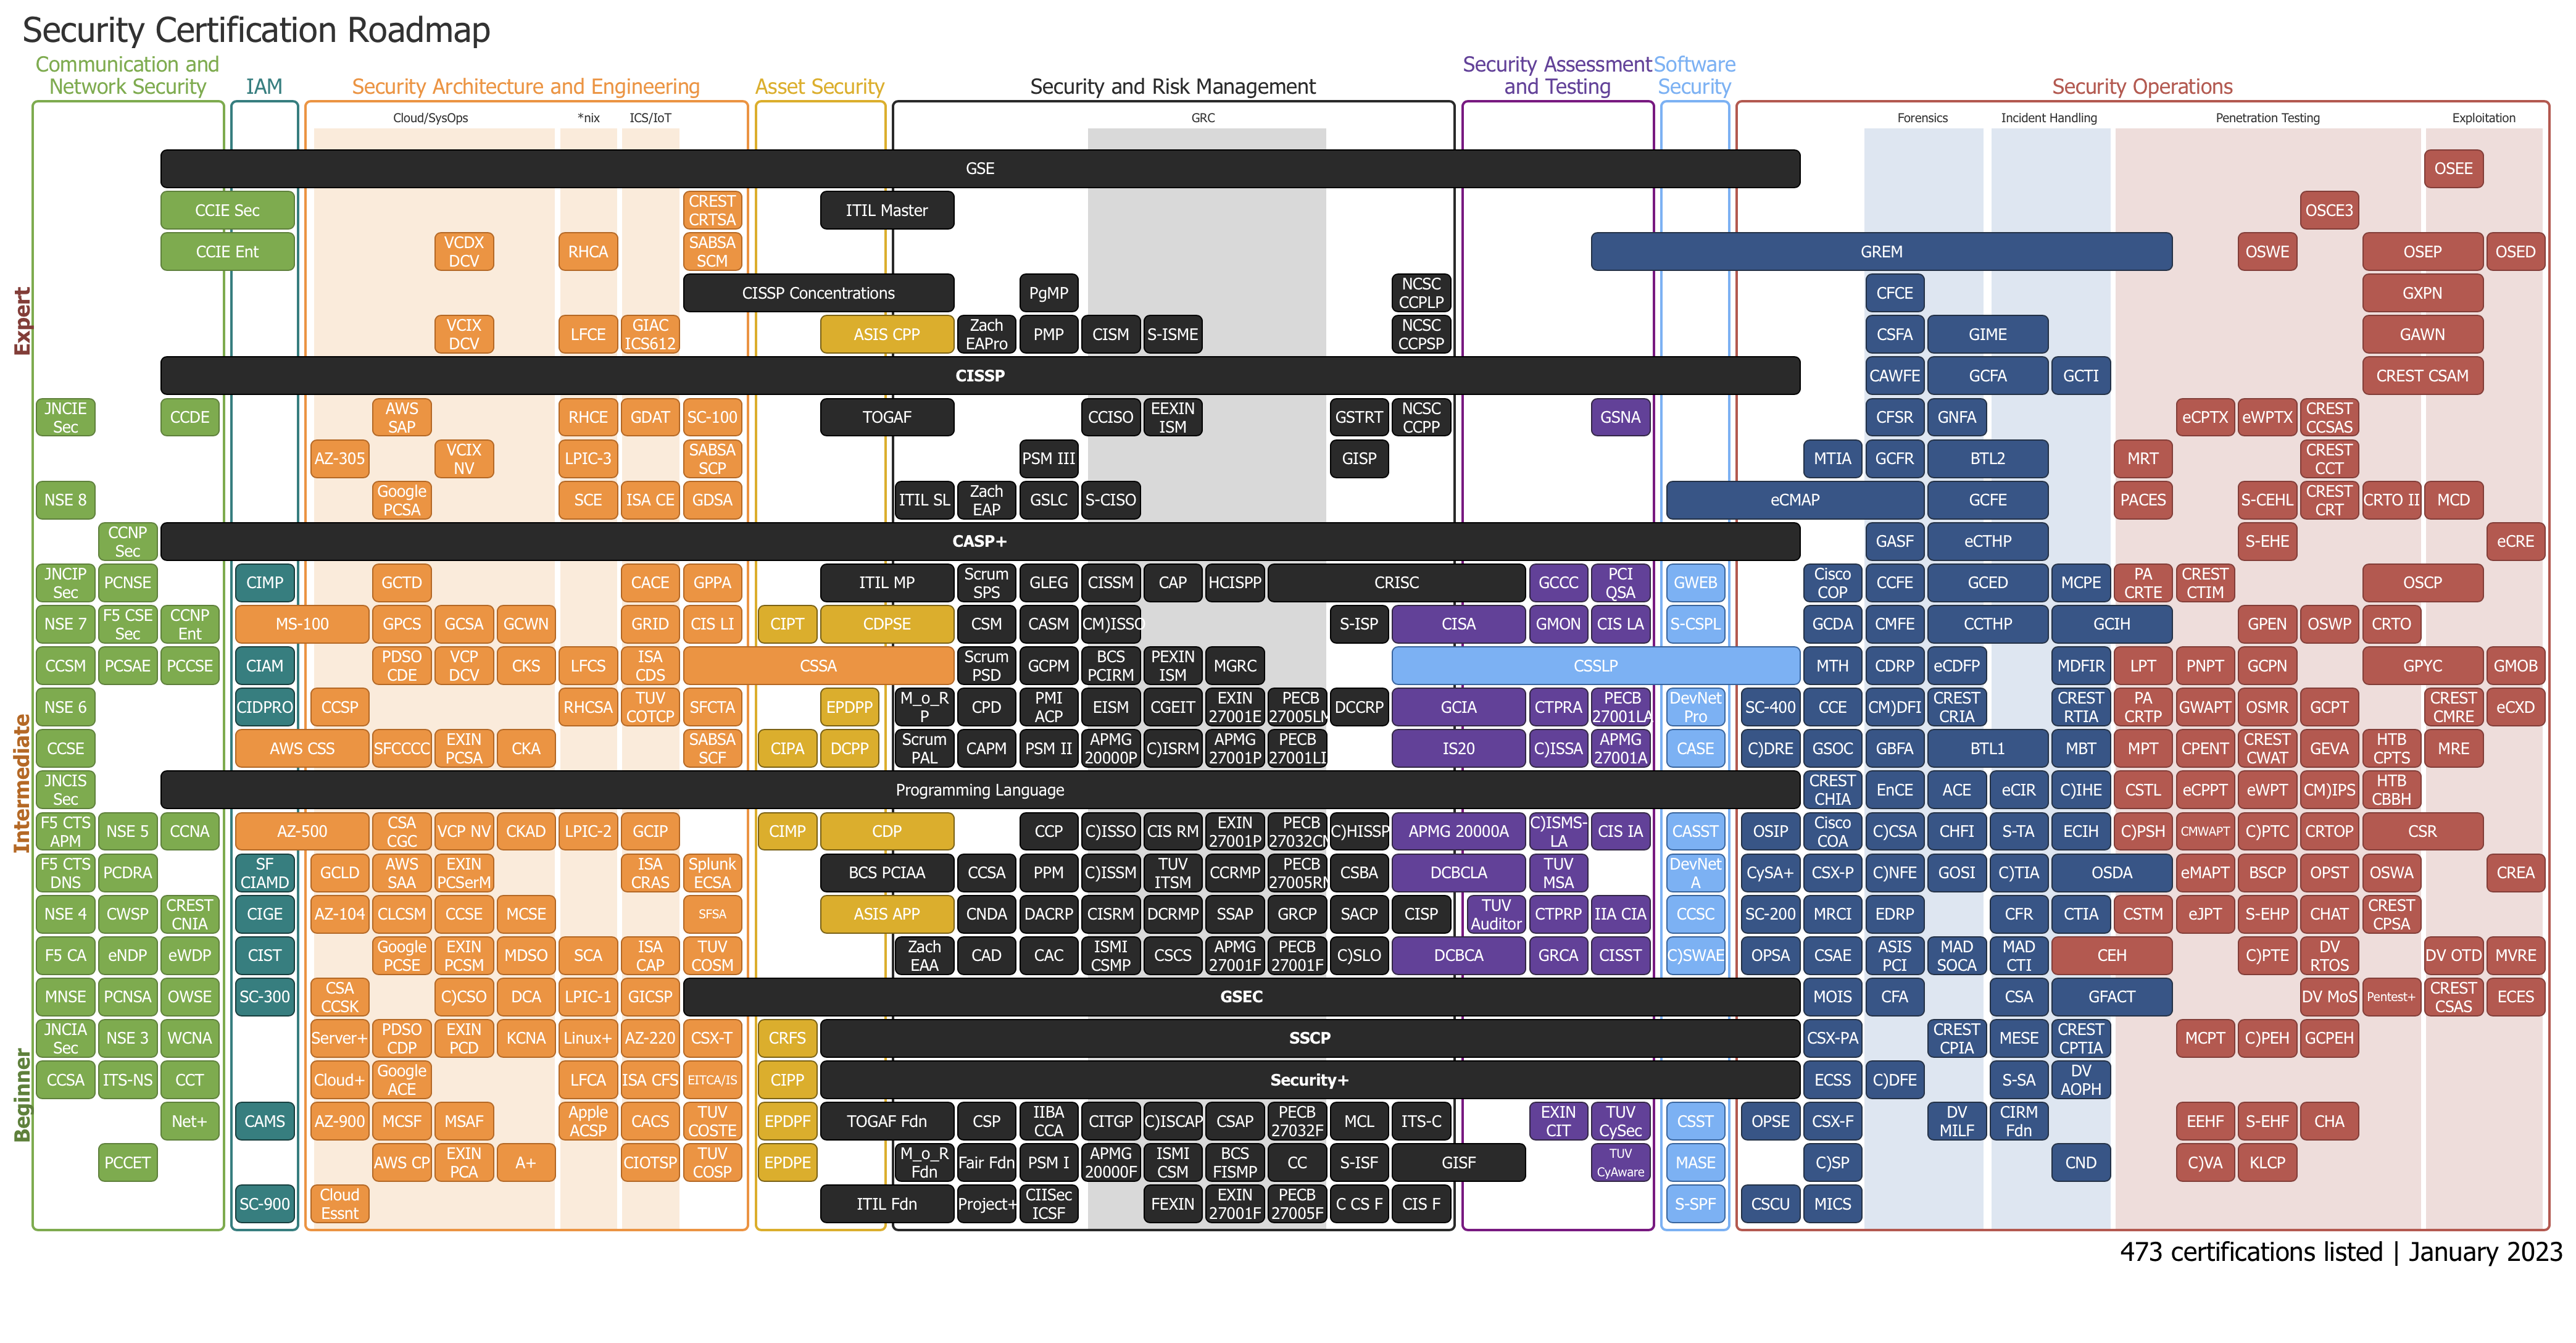 Security Certification Roadmap
Communication and
Network Security
IAM
Security Architecture and Engineering
Asset Security
Security and Risk Management
Security Assessment
and Testing
Software
Security
Security Operations
Cloud/SysOps
*nix
ICS/IoT
GRC
Forensics
Incident Handling
Penetration Testing
Exploitation
Expert
Intermediate
Beginner
GSE
OSEE
CCIE Sec
CREST
CRTSA
ITIL Master
OSCE3
CCIE Ent
VCDX
DCV
RHCA
SABSA
SCM
GREM
OSWE
OSEP
OSED
CISSP Concentrations
PgMP
NCSC
CCPLP
CFCE
GXPN
VCIX
DCV
LFCE
GIAC
ICS612
ASIS CPP
Zach
EAPro
PMP
CISM
S-ISME
NCSC
CCPSP
CSFA
GIME
GAWN
CISSP
CAWFE
GCFA
GCTI
CREST CSAM
JNCIE
Sec
CCDE
AWS
SAP
RHCE
GDAT
SC-100
TOGAF
CCISO
EEXIN
ISM
GSTRT
NCSC
CCPP
GSNA
CFSR
GNFA
eCPTX
eWPTX
CREST
CCSAS
AZ-305
VCIX
NV
LPIC-3
SABSA
SCP
PSM III
GISP
MTIA
GCFR
BTL2
MRT
CREST
CCT
NSE 8
Google
PCSA
SCE
ISA CE
GDSA
ITIL SL
Zach
EAP
GSLC
S-CISO
eCMAP
GCFE
PACES
S-CEHL
CREST
CRT
CRTO II
MCD
CCNP
Sec
CASP+
GASF
eCTHP
S-EHE
eCRE
JNCIP
Sec
PCNSE
CIMP
GCTD
CACE
GPPA
ITIL MP
Scrum
SPS
GLEG
CISSM
CAP
HCISPP
CRISC
GCCC
PCI
QSA
GWEB
Cisco
COP
CCFE
GCED
MCPE
PA
CRTE
CREST
CTIM
OSCP
NSE 7
F5 CSE
Sec
CCNP
Ent
MS-100
GPCS
GCSA
GCWN
GRID
CIS LI
CIPT
CDPSE
CSM
CASM
CM)ISSO
S-ISP
CISA
GMON
CIS LA
S-CSPL
GCDA
CMFE
CCTHP
GCIH
GPEN
OSWP
CRTO
CCSM
PCSAE
PCCSE
CIAM
PDSO
CDE
VCP
DCV
CKS
LFCS
ISA
CDS
CSSA
Scrum
PSD
GCPM
BCS
PCIRM
PEXIN
ISM
MGRC
CSSLP
MTH
CDRP
eCDFP
MDFIR
LPT
PNPT
GCPN
GPYC
GMOB
NSE 6
CIDPRO
CCSP
RHCSA
TUV
COTCP
SFCTA
EPDPP
M_o_R
P
CPD
PMI
ACP
EISM
CGEIT
EXIN
27001E
PECB
27005LM
DCCRP
GCIA
CTPRA
PECB
27001LA
DevNet
Pro
SC-400
CCE
CM)DFI
CREST
CRIA
CREST
RTIA
PA
CRTP
GWAPT
OSMR
GCPT
CREST
CMRE
eCXD
CCSE
AWS CSS
SFCCCC
EXIN
PCSA
CKA
SABSA
SCF
CIPA
DCPP
Scrum
PAL
CAPM
PSM II
APMG
20000P
C)ISRM
APMG
27001P
PECB
27001LI
IS20
C)ISSA
APMG
27001A
CASE
C)DRE
GSOC
GBFA
BTL1
MBT
MPT
CPENT
CREST
CWAT
GEVA
HTB
CPTS
MRE
JNCIS
Sec
Programming Language
CREST
CHIA
EnCE
ACE
eCIR
C)IHE
CSTL
eCPPT
eWPT
CM)IPS
HTB
CBBH
F5 CTS
APM
NSE 5
CCNA
AZ-500
CSA
CGC
VCP NV
CKAD
LPIC-2
GCIP
CIMP
CDP
CCP
C)ISSO
CIS RM
EXIN
27001P
PECB
27032CM
C)HISSP
APMG 20000A
C)ISMS-
LA
CIS IA
CASST
OSIP
Cisco
COA
C)CSA
CHFI
S-TA
ECIH
C)PSH
CMWAPT
C)PTC
CRTOP
CSR
F5 CTS
DNS
PCDRA
SF
CIAMD
GCLD
AWS
SAA
EXIN
PCSerM
ISA
CRAS
Splunk
ECSA
BCS PCIAA
CCSA
PPM
C)ISSM
TUV
ITSM
CCRMP
PECB
27005RM
CSBA
DCBCLA
TUV
MSA
DevNet
A
CySA+
CSX-P
C)NFE
GOSI
C)TIA
OSDA
eMAPT
BSCP
OPST
OSWA
CREA
NSE 4
CWSP
CREST
CNIA
CIGE
AZ-104
CLCSM
CCSE
MCSE
SFSA
ASIS APP
CNDA
DACRP
CISRM
DCRMP
SSAP
GRCP
SACP
CISP
TUV
Auditor
CTPRP
IIA CIA
CCSC
SC-200
MRCI
EDRP
CFR
CTIA
CSTM
eJPT
S-EHP
CHAT
CREST
CPSA
F5 CA
eNDP
eWDP
CIST
Google
PCSE
EXIN
PCSM
MDSO
SCA
ISA
CAP
TUV
COSM
Zach
EAA
CAD
CAC
ISMI
CSMP
CSCS
APMG
27001F
PECB
27001F
C)SLO
DCBCA
GRCA
CISST
C)SWAE
OPSA
CSAE
ASIS
PCI
MAD
SOCA
MAD
CTI
CEH
C)PTE
DV
RTOS
DV OTD
MVRE
MNSE
PCNSA
OWSE
SC-300
CSA
CCSK
C)CSO
DCA
LPIC-1
GICSP
GSEC
MOIS
CFA
CSA
GFACT
DV MoS
Pentest+
CREST
CSAS
ECES
JNCIA
Sec
NSE 3
WCNA
Server+
PDSO
CDP
EXIN
PCD
KCNA
Linux+
AZ-220
CSX-T
CRFS
SSCP
CSX-PA
CREST
CPIA
MESE
CREST
CPTIA
MCPT
C)PEH
GCPEH
CCSA
ITS-NS
CCT
Cloud+
Google
ACE
LFCA
ISA CFS
EITCA/IS
CIPP
Security+
ECSS
C)DFE
S-SA
DV
AOPH
Net+
CAMS
AZ-900
MCSF
MSAF
Apple
ACSP
CACS
TUV
COSTE
EPDPF
TOGAF Fdn
CSP
IIBA
CCA
CITGP
C)ISCAP
CSAP
PECB
27032F
MCL
ITS-C
EXIN
CIT
TUV
CySec
CSST
OPSE
CSX-F
DV
MILF
CIRM
Fdn
EEHF
S-EHF
CHA
PCCET
AWS CP
EXIN
PCA
A+
CIOTSP
TUV
COSP
EPDPE
M_o_R
Fdn
Fair Fdn
PSM I
APMG
20000F
ISMI
CSM
BCS
FISMP
CC
S-ISF
GISF
TUV
CyAware
MASE
C)SP
CND
C)VA
KLCP
SC-900
Cloud
Essnt
ITIL Fdn
Project+
CIISec
ICSF
FEXIN
EXIN
27001F
PECB
27005F
C CS F
CIS F
S-SPF
CSCU
MICS
473 certifications listed | January 2023